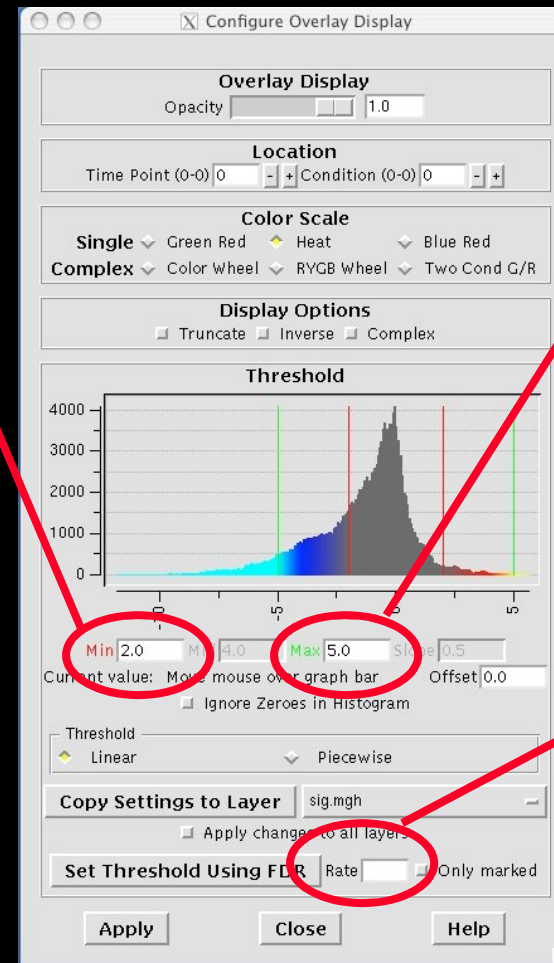 Configure Overlay Display
Overlay Display
Opacity 1.0
Location
Time Point (0-0) 0 - + Condition (0-0) 0 - +
Color Scale
Single Green Red Heat Blue Red
Complex Color Wheel RYGB Wheel Two Cond G/R
Display Options
Truncate Inverse Complex
Threshold
4000
3000
2000
1000
0
-5 5
Min 2.0 4.0 Max 5.0 0.5
Current value: Move mouse over graph bar Offset 0.0
Ignore Zeroes in Histogram
Threshold
Linear Piecewise
Copy Settings to Layer sig.mgh
Apply changes to all layers
Set Threshold Using FDR Rate Only marked
Apply Close Help